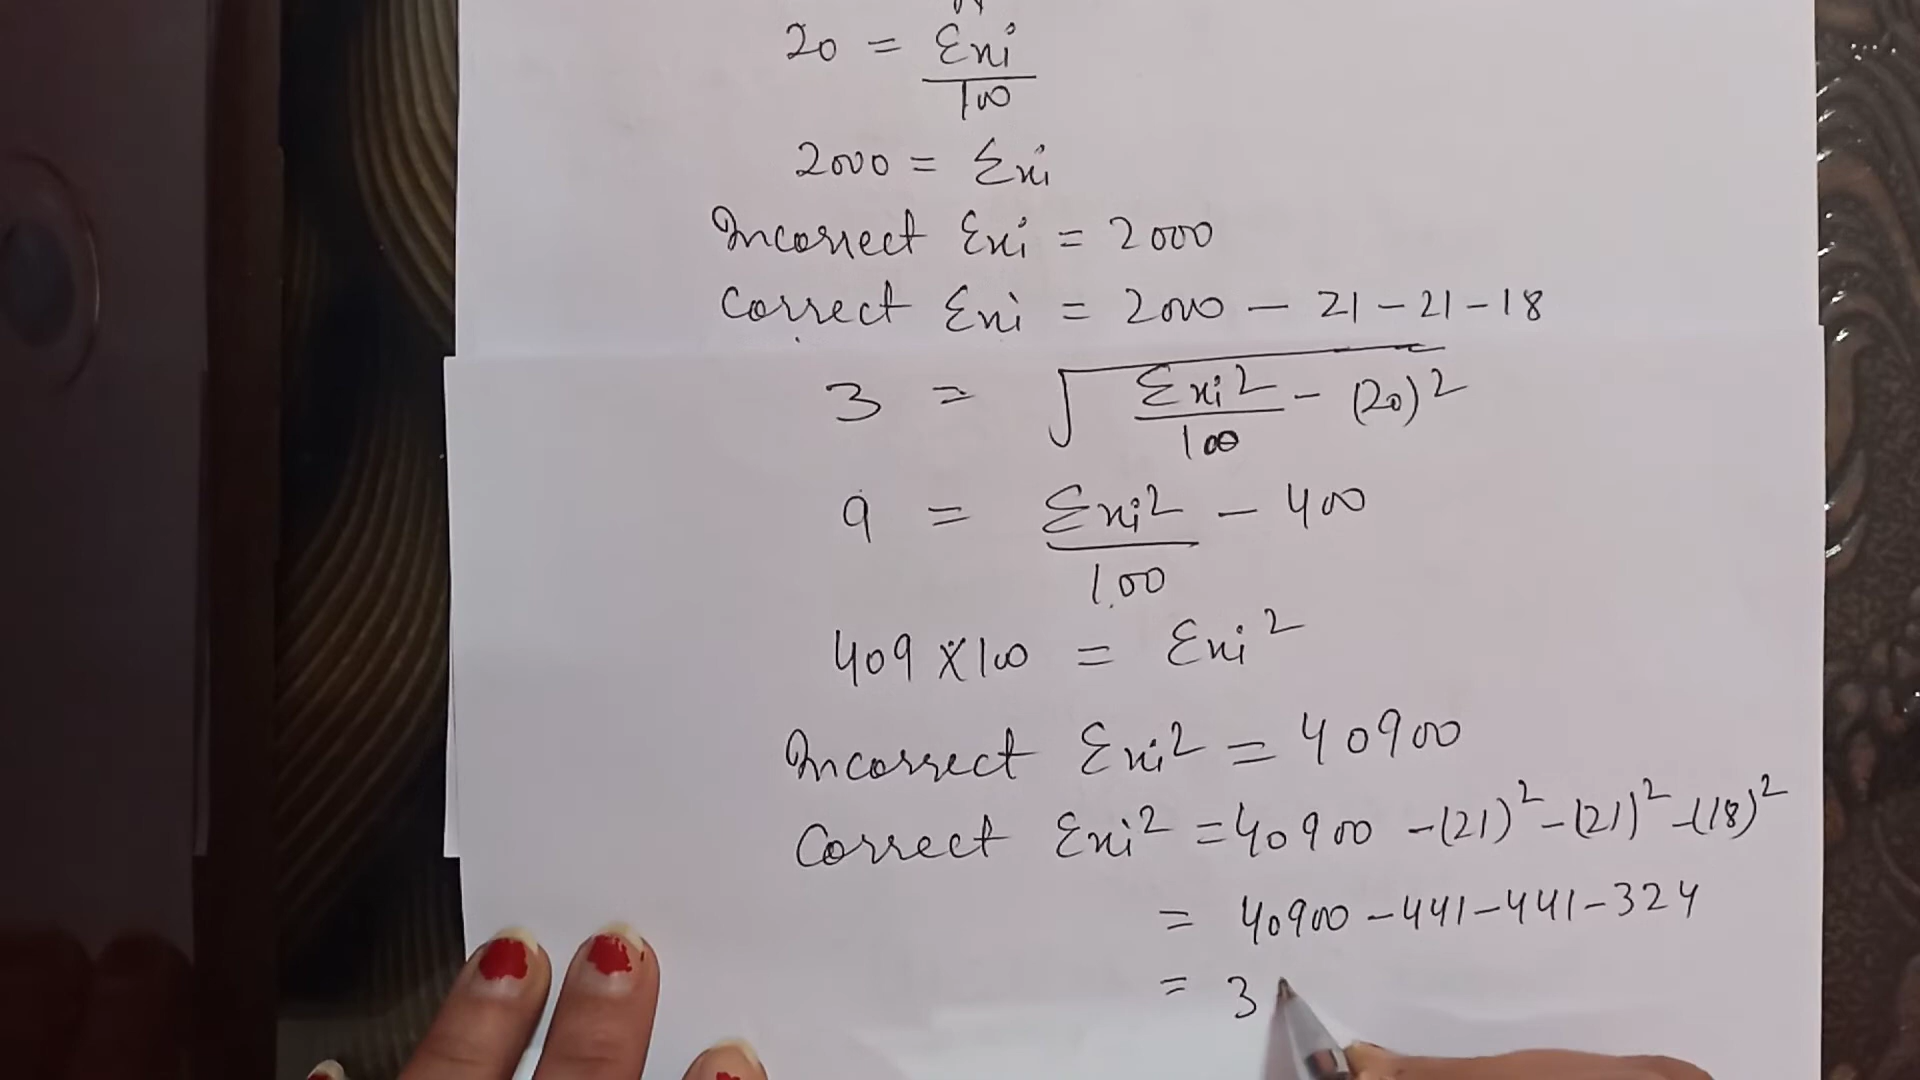 20 = Σxi
100
2000 = Σxi
Incorrect Σxi = 2000
Correct Σxi = 2000 - 21 - 21 - 18
3 = √ Σxi² - (20)²
100
9 = Σxi² - 400
100
409 × 100 = Σxi²
Incorrect Σxi² = 40900
Correct Σxi² = 40900 - (21)² - (21)² - (18)²
= 40900 - 441 - 441 - 324
= 3